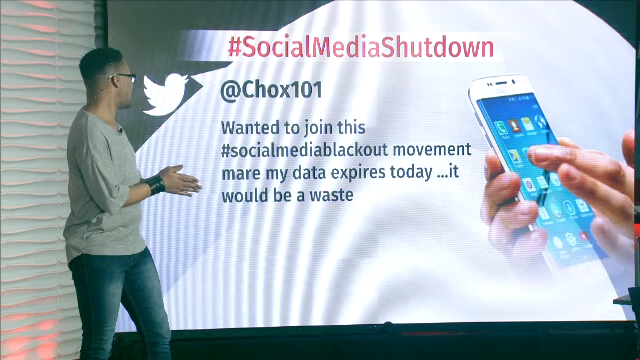 #SocialMediaShutdown
@Chox101
Wanted to join this
#socialmediablackout movement
mare my data expires today ...it
would be a waste